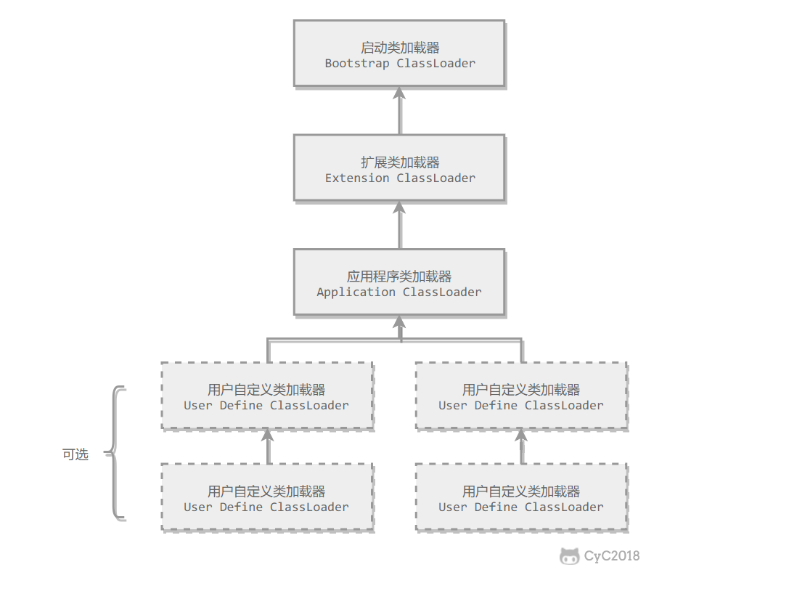 启动类加载器
Bootstrap ClassLoader
扩展类加载器
Extension ClassLoader
应用程序类加载器
Application ClassLoader
用户自定义类加载器
User Define ClassLoader
用户自定义类加载器
User Define ClassLoader
可选
用户自定义类加载器
User Define ClassLoader
用户自定义类加载器
User Define ClassLoader
CyC2018